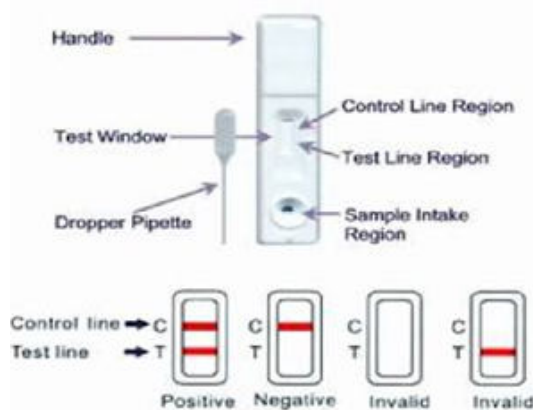 Handle
Control Line Region
Test Window
Test Line Region
Dropper Pipette
Sample Intake
Region
Control line C C C C
Test line T T T T
Positive Negative Invalid Invalid